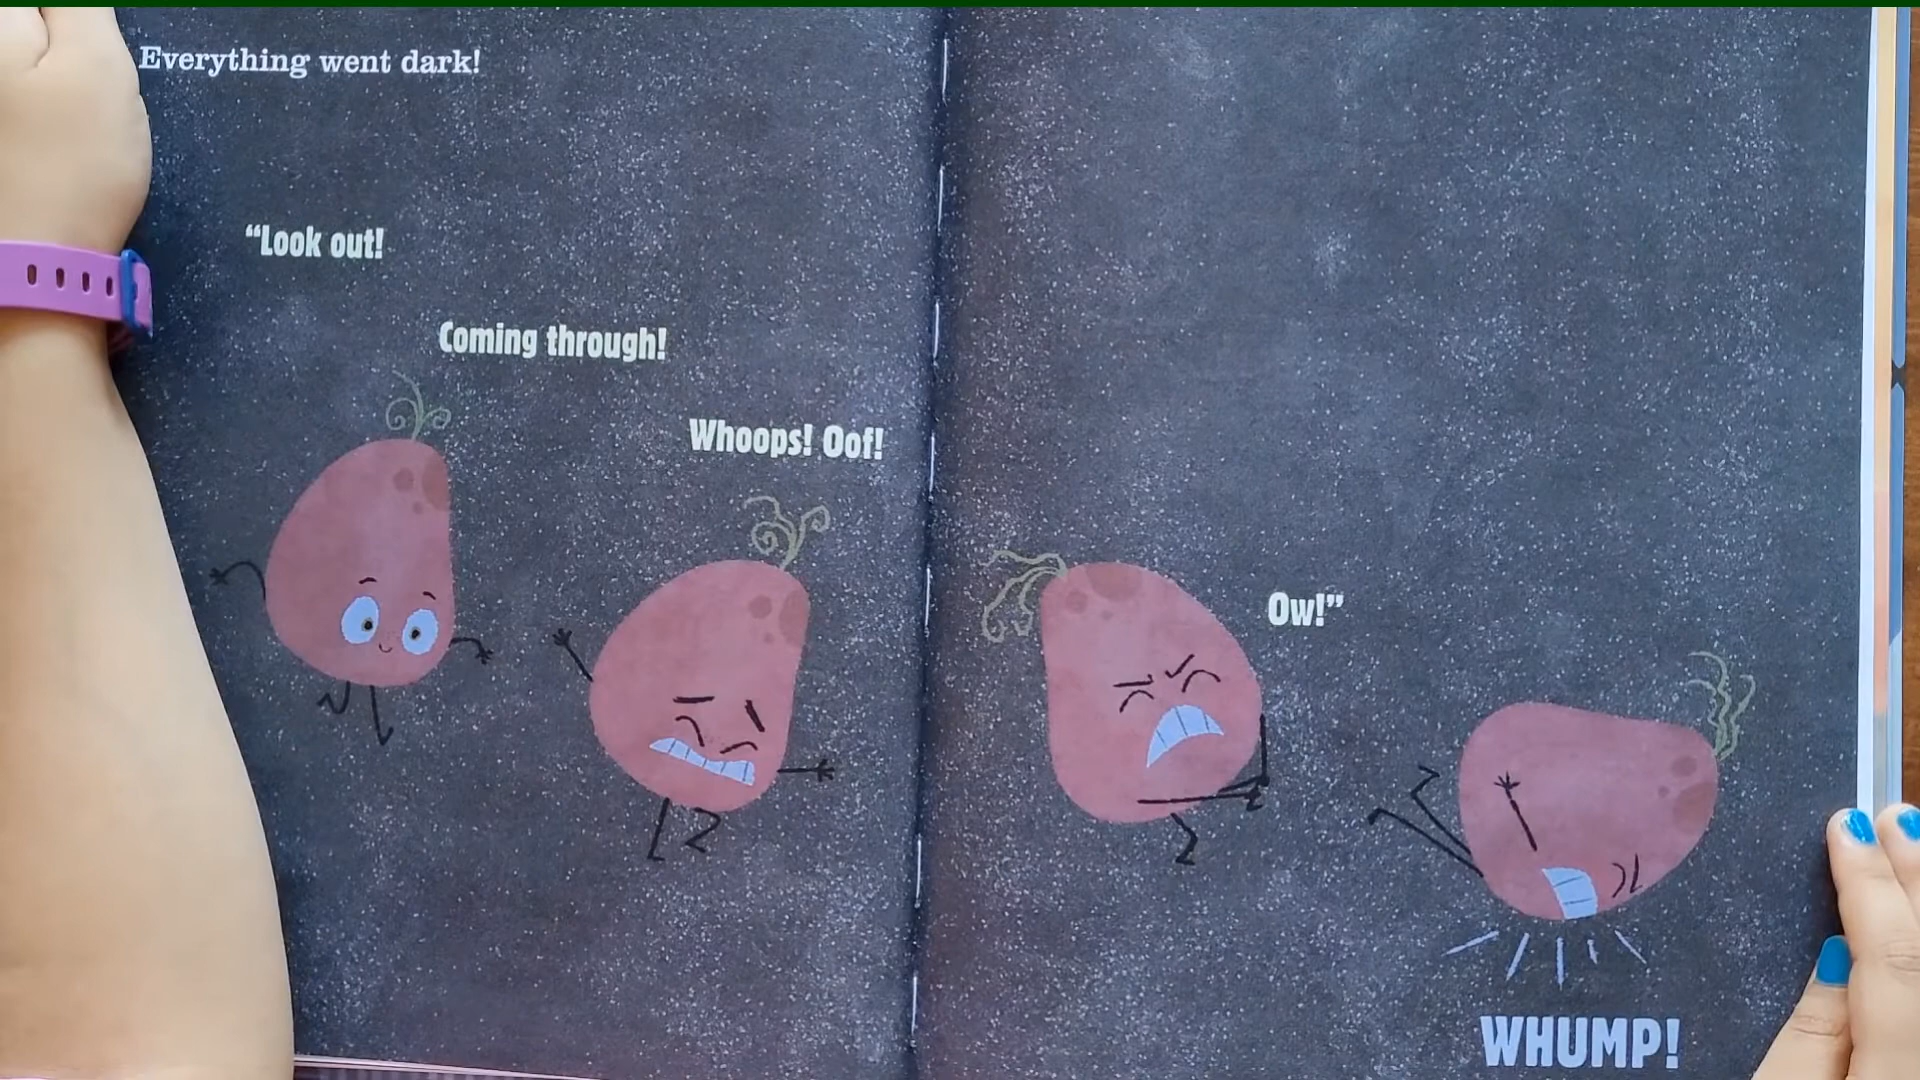 Everything went dark!
“Look out!
Coming through!
Whoops! Oof!
Ow!”
WHUMP!